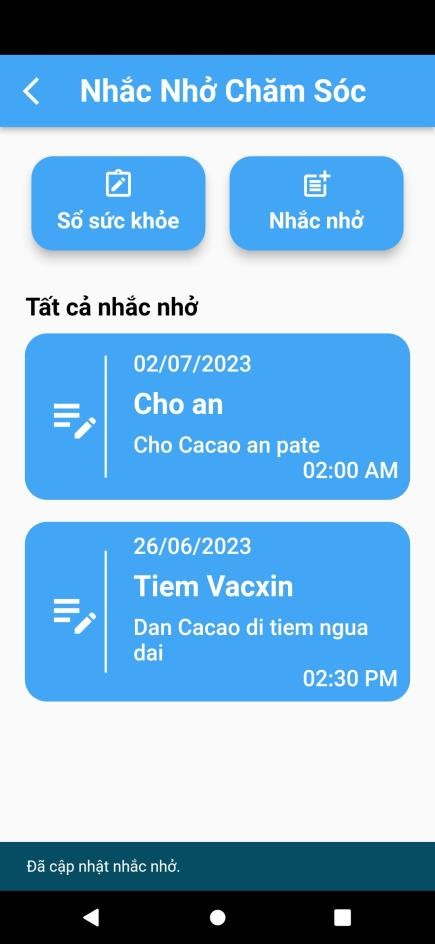 Nhắc Nhở Chăm Sóc
Sổ sức khỏe
Nhắc nhở
Tất cả nhắc nhở
02/07/2023
Cho an
Cho Cacao an pate
02:00 AM
26/06/2023
Tiem Vacxin
Dan Cacao di tiem ngua
dai
02:30 PM
Đã cập nhật nhắc nhở.